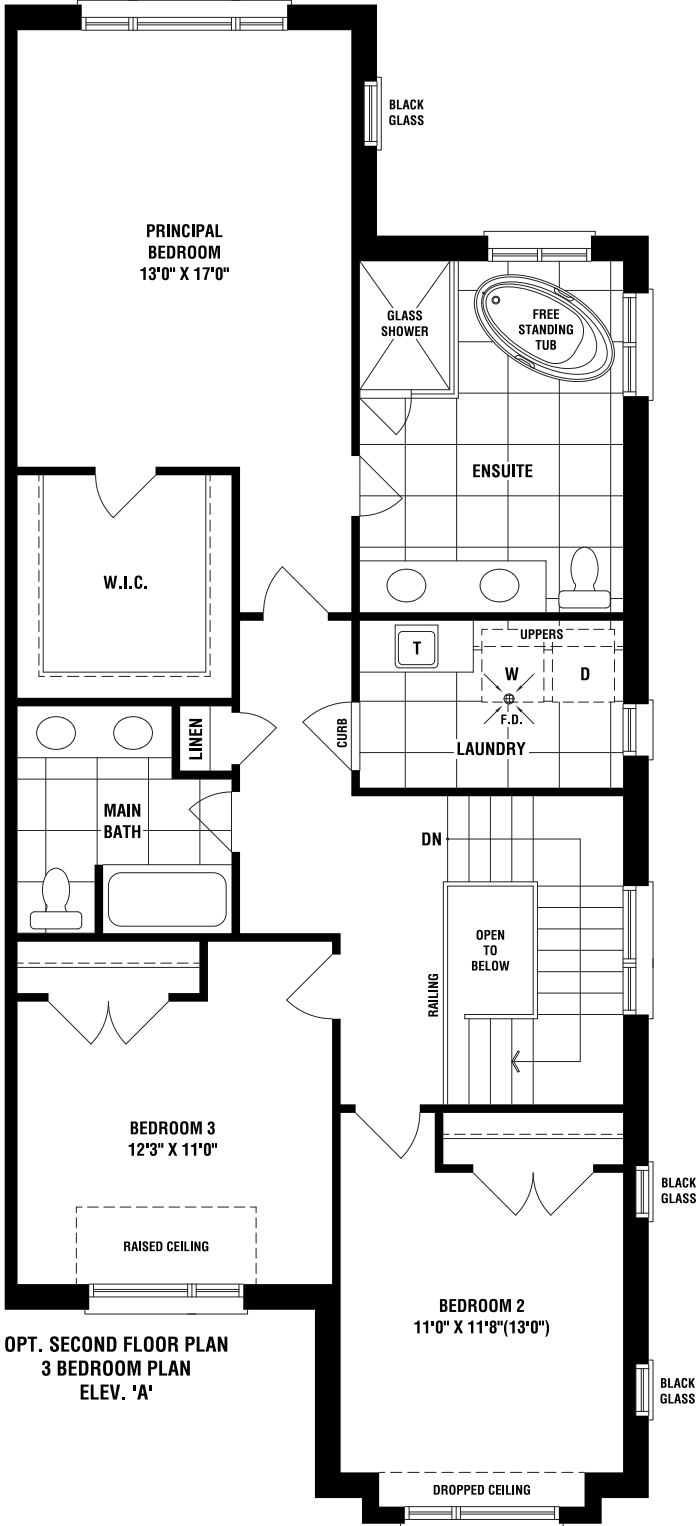 BLACK
GLASS
PRINCIPAL
BEDROOM
13'0" X 17'0"
GLASS
SHOWER
FREE
STANDING
TUB
ENSUITE
W.I.C.
UPPERS
T
W
D
F.D.
LINEN
CURB
LAUNDRY
MAIN
BATH
DN
OPEN
TO
BELOW
RAILING
BEDROOM 3
12'3" X 11'0"
RAISED CEILING
BLACK
GLASS
BEDROOM 2
11'0" X 11'8"(13'0")
OPT. SECOND FLOOR PLAN
3 BEDROOM PLAN
ELEV. 'A'
BLACK
GLASS
DROPPED CEILING